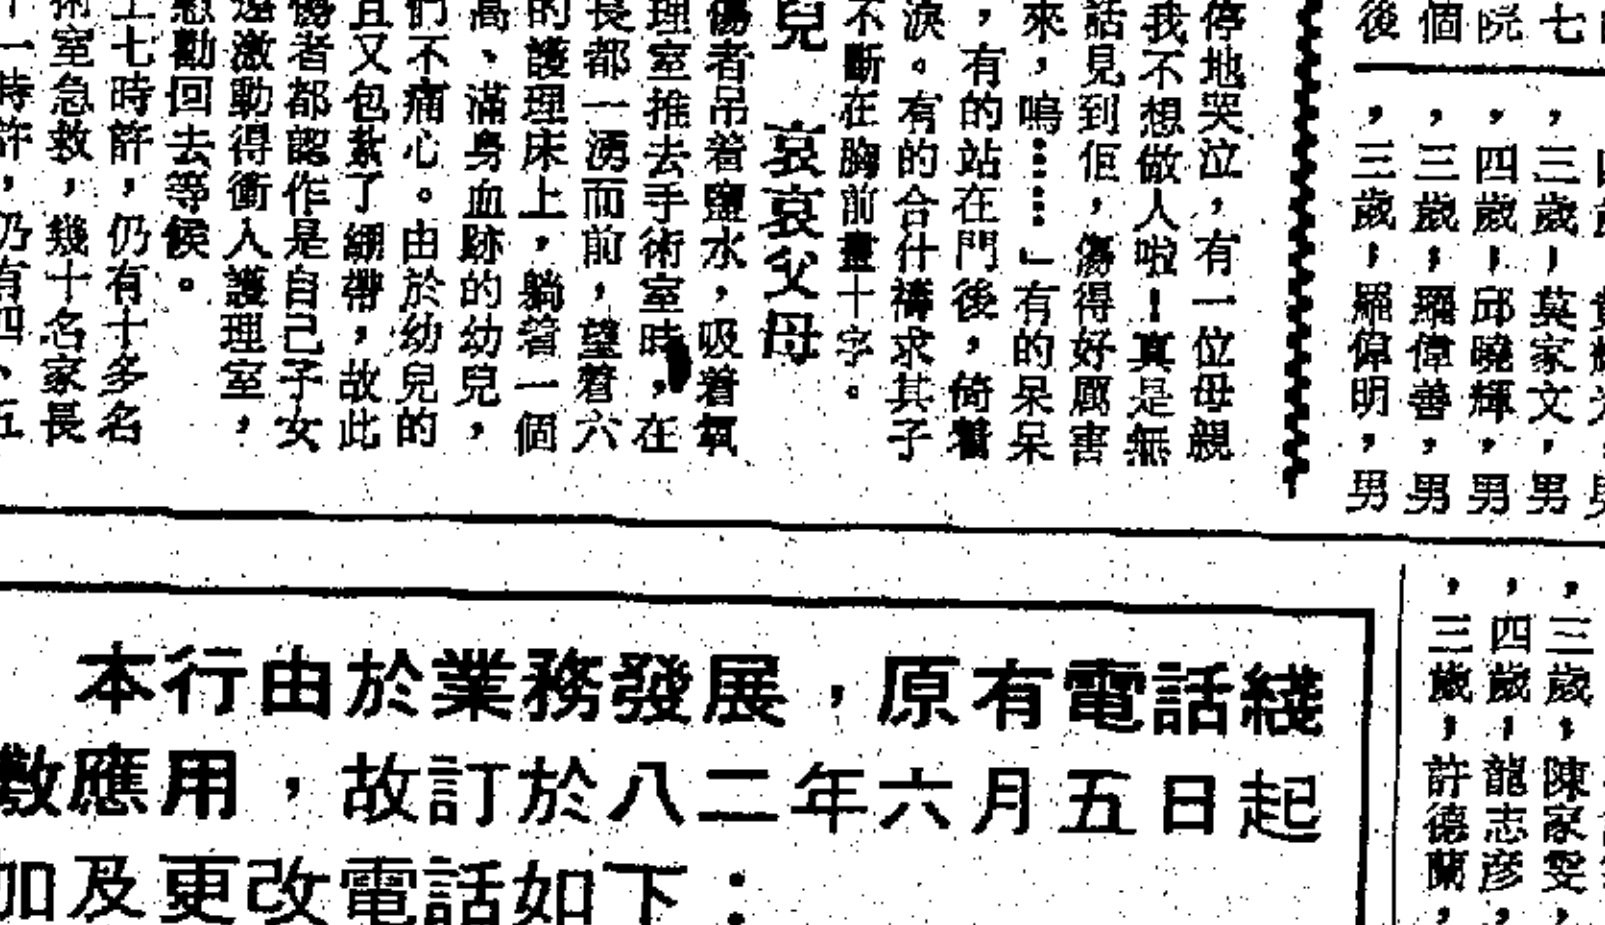 後
個
院
七
，三歲；羅偉明，男
，三歲；羅偉善，男
，四歲；邱曉輝，男
，三歲；莫家文，男
停地哭泣，有一位母親
我不想做人啦！真是無
話見到佢，傷得好厲害
來，嗚……」有的呆呆
，有的站在門後，倚着
淚。有的合什禱求其子
不斷在胸前畫十字。
兒 哀哀父母
傷者吊着鹽水，吸着氧
理室推去手術室時，在
長都一湧而前，望着六
的護理床上，躺着一個
高、滿身血跡的幼兒，
們不痛心。由於幼兒的
且又包紮了繃帶，故此
傷者都認作是自己子女
過激動得衝入護理室，
勸回去等候。
上七時許，仍有十多名
術室急救，幾十名家長
一時許，仍有四、五
本行由於業務發展，原有電話綫
數應用，故訂於八二年六月五日起
加及更改電話如下：
，三歲，陳家雯，
，四歲，龍志彥，
，三歲，許德蘭，